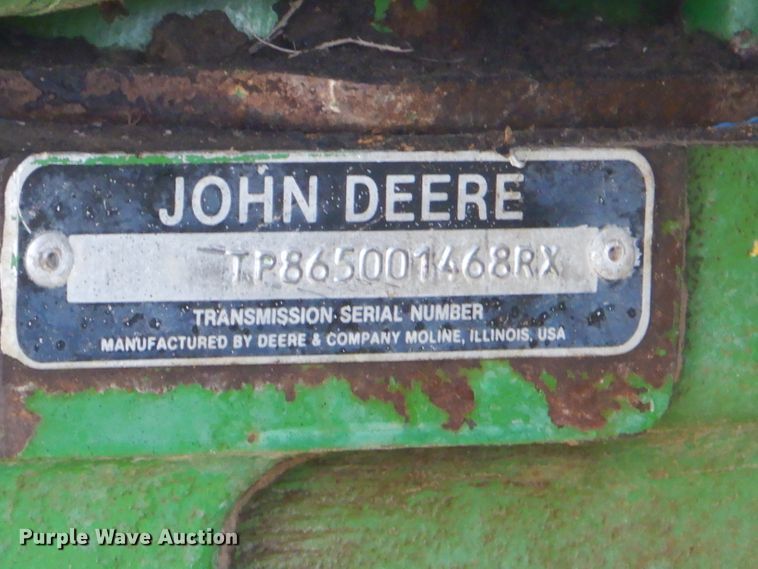 JOHN DEERE
TP865001468RX
TRANSMISSION SERIAL NUMBER
MANUFACTURED BY DEERE & COMPANY MOLINE, ILLINOIS, USA
Purple Wave Auction